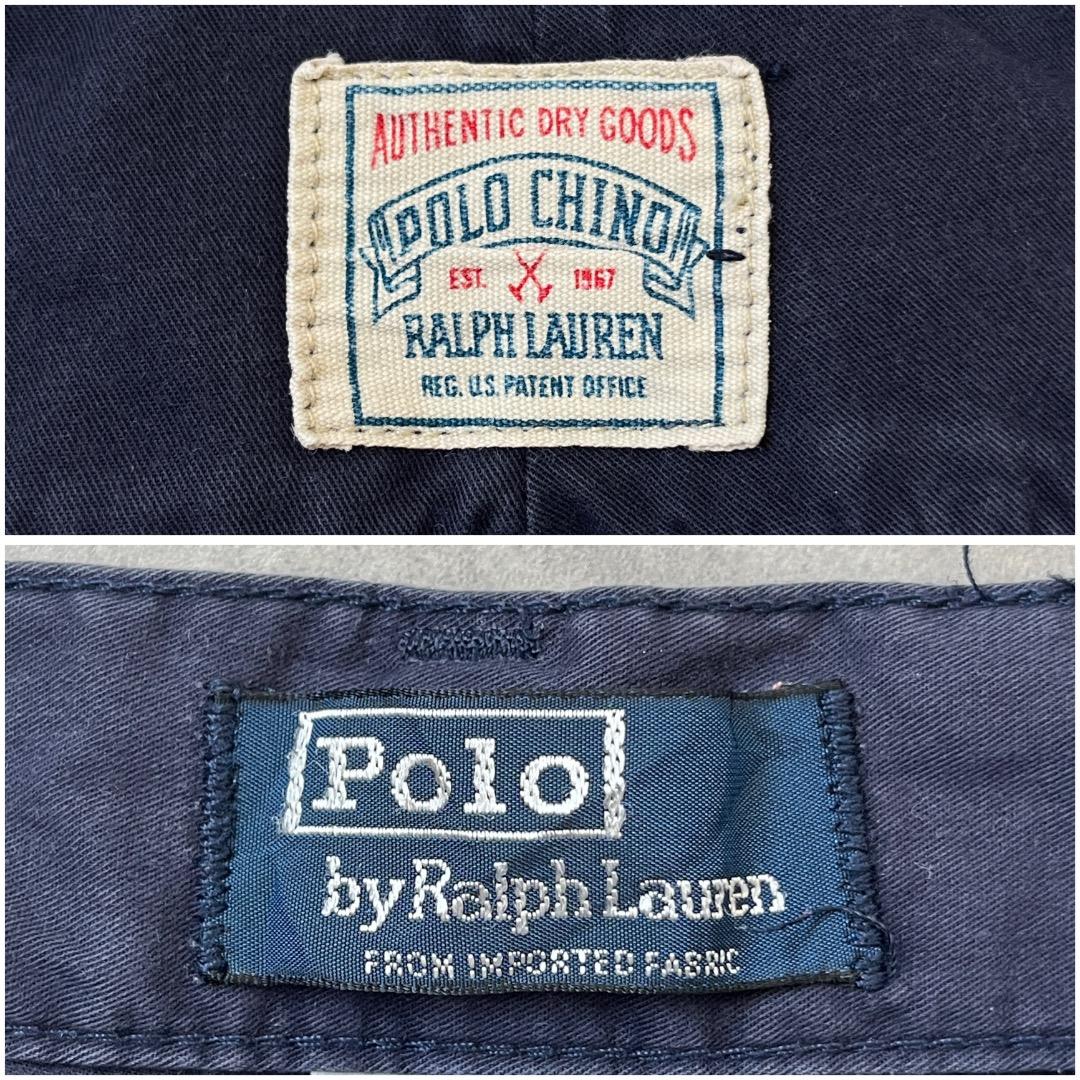 AUTHENTIC DRY GOODS
POLO CHINO
EST. 1967
RALPH LAUREN
REG. U.S. PATENT OFFICE
Polo
by Ralph Lauren
FROM IMPORTED FABRIC